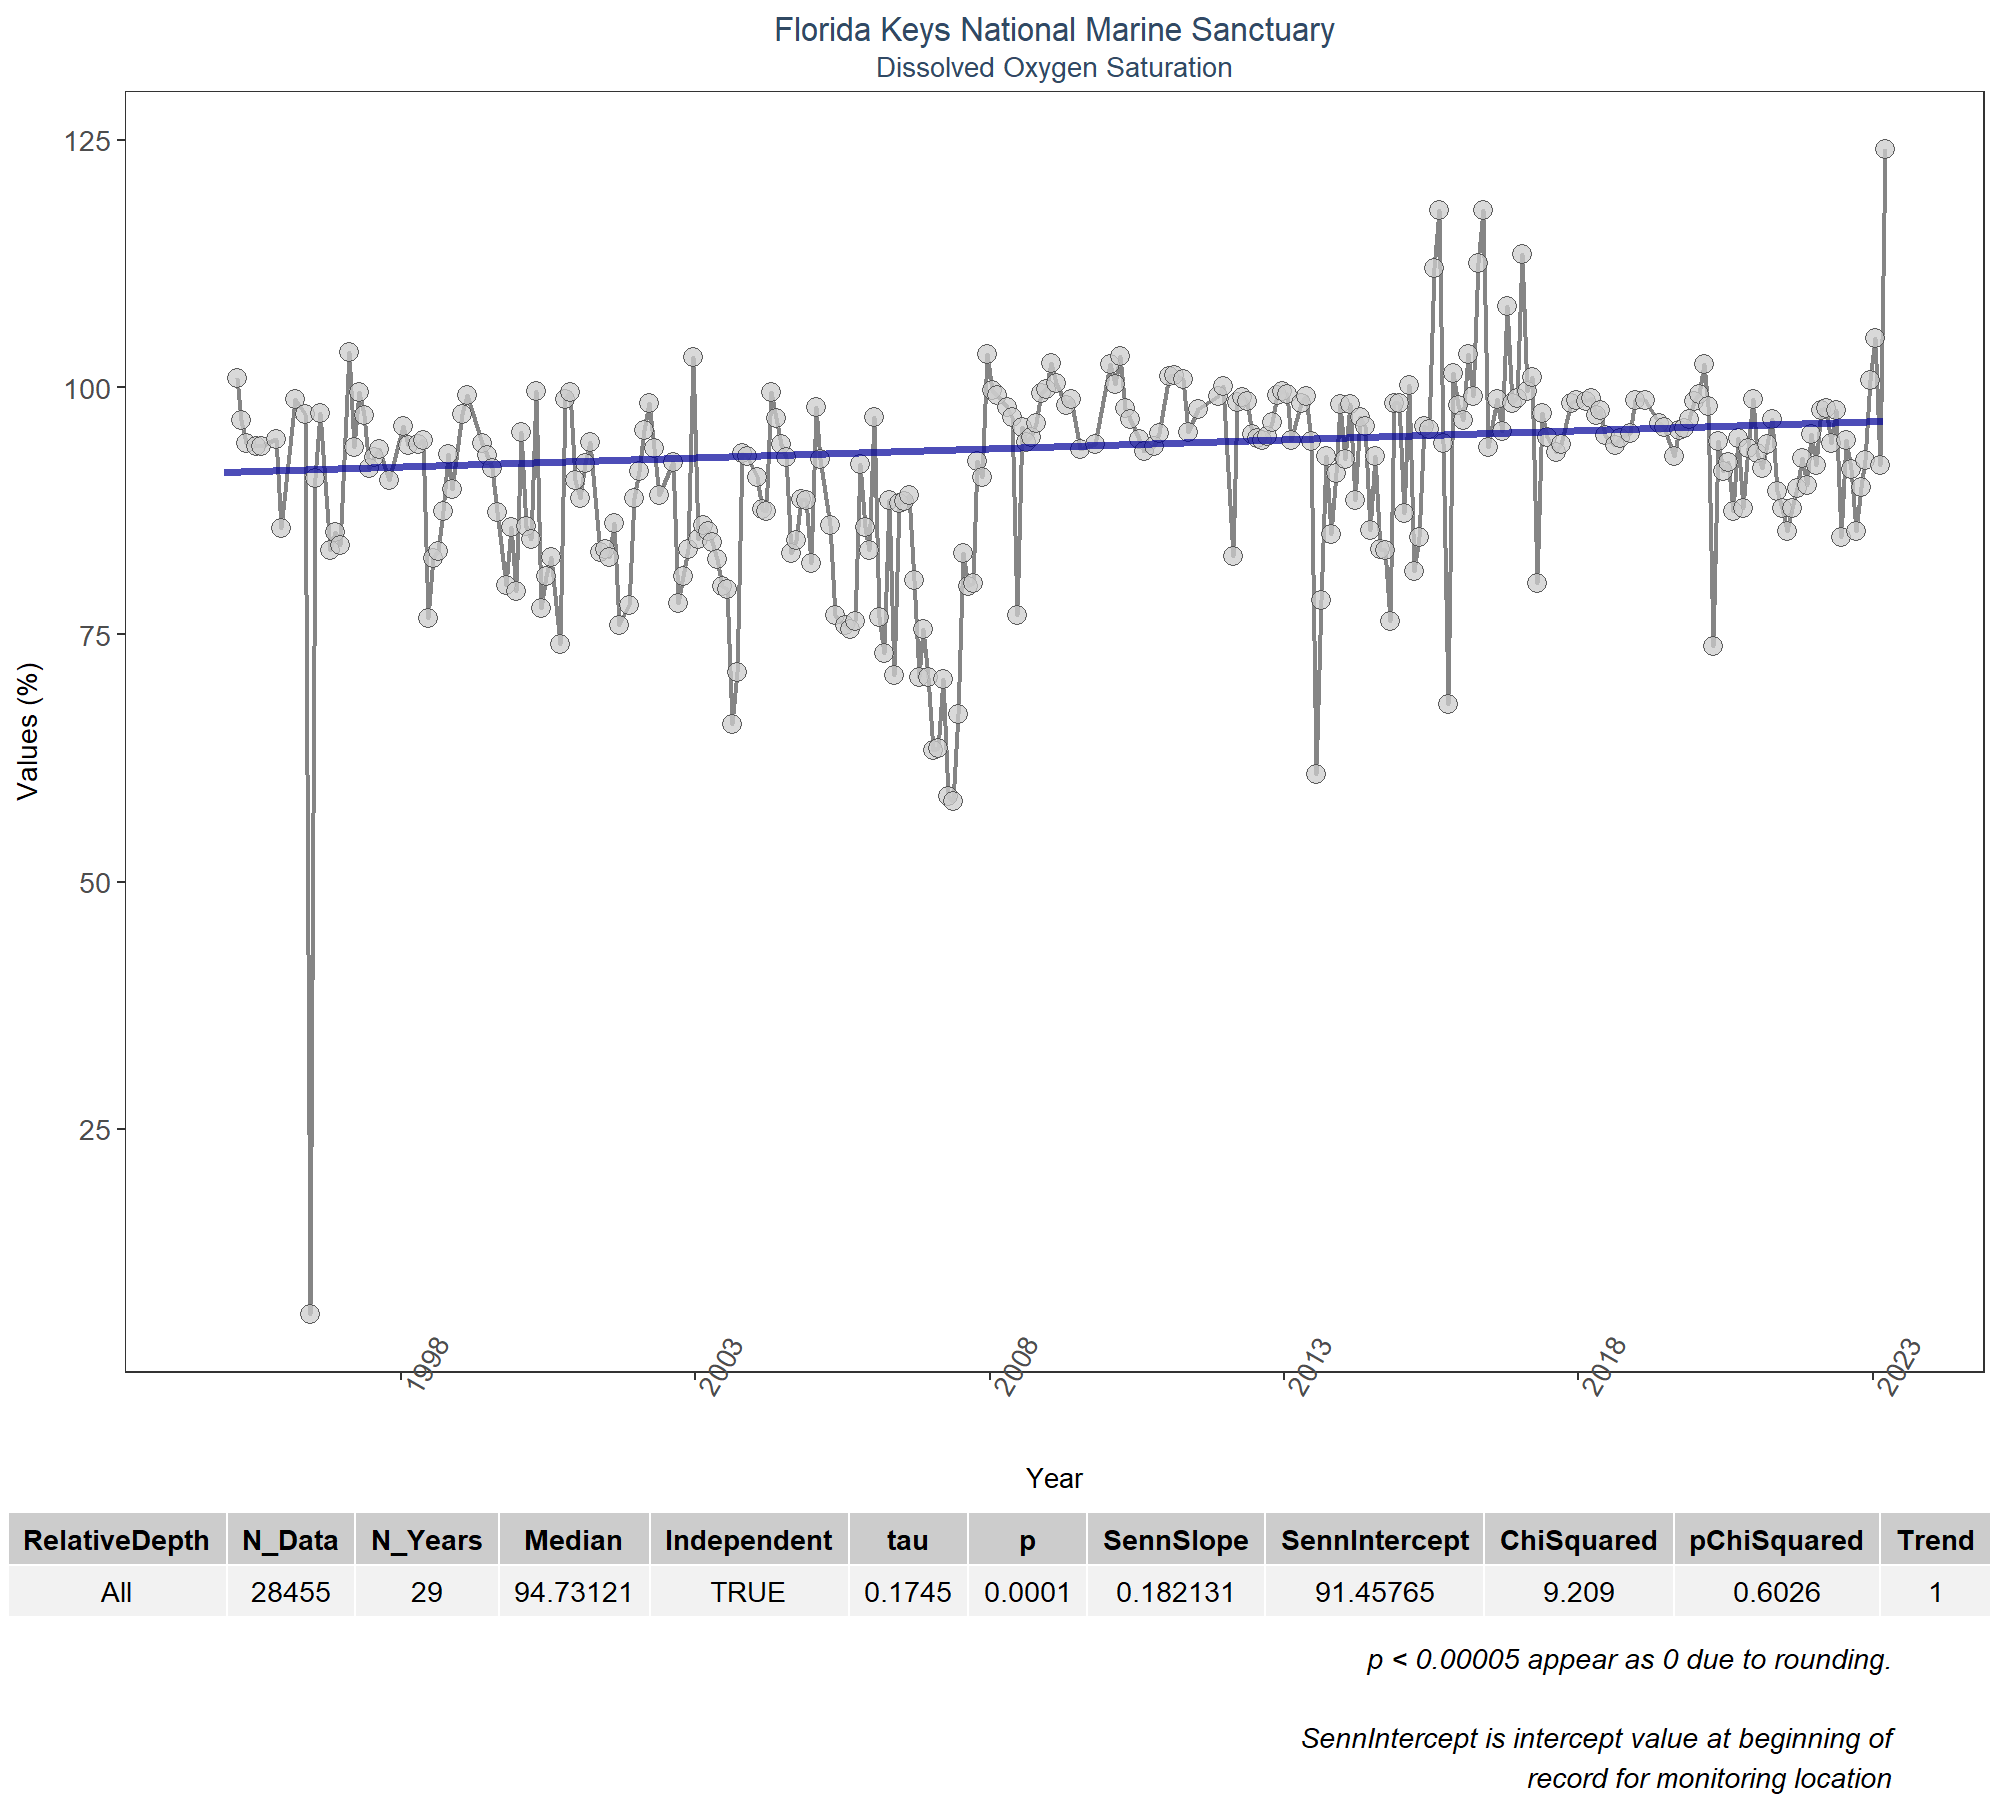 Florida Keys National Marine Sanctuary
Dissolved Oxygen Saturation
125
100
75
50
25
Values (%)
1998
2003
2008
2013
2018
2023
Year
RelativeDepth N_Data N_Years Median Independent tau p SennSlope SennIntercept ChiSquared pChiSquared Trend
All 28455 29 94.73121 TRUE 0.1745 0.0001 0.182131 91.45765 9.209 0.6026 1
p < 0.00005 appear as 0 due to rounding.
SennIntercept is intercept value at beginning of
record for monitoring location